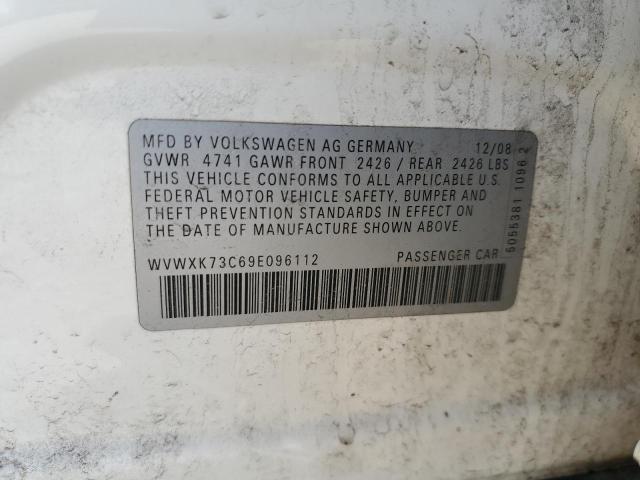 MFD BY VOLKSWAGEN AG GERMANY 12/08
GVWR 4741 GAWR FRONT 2426 / REAR 2426 LBS
THIS VEHICLE CONFORMS TO ALL APPLICABLE U.S.
FEDERAL MOTOR VEHICLE SAFETY, BUMPER AND
THEFT PREVENTION STANDARDS IN EFFECT ON
THE DATE OF MANUFACTURE SHOWN ABOVE.
WVWXK73C69E096112 PASSENGER CAR
5055381 1096 2